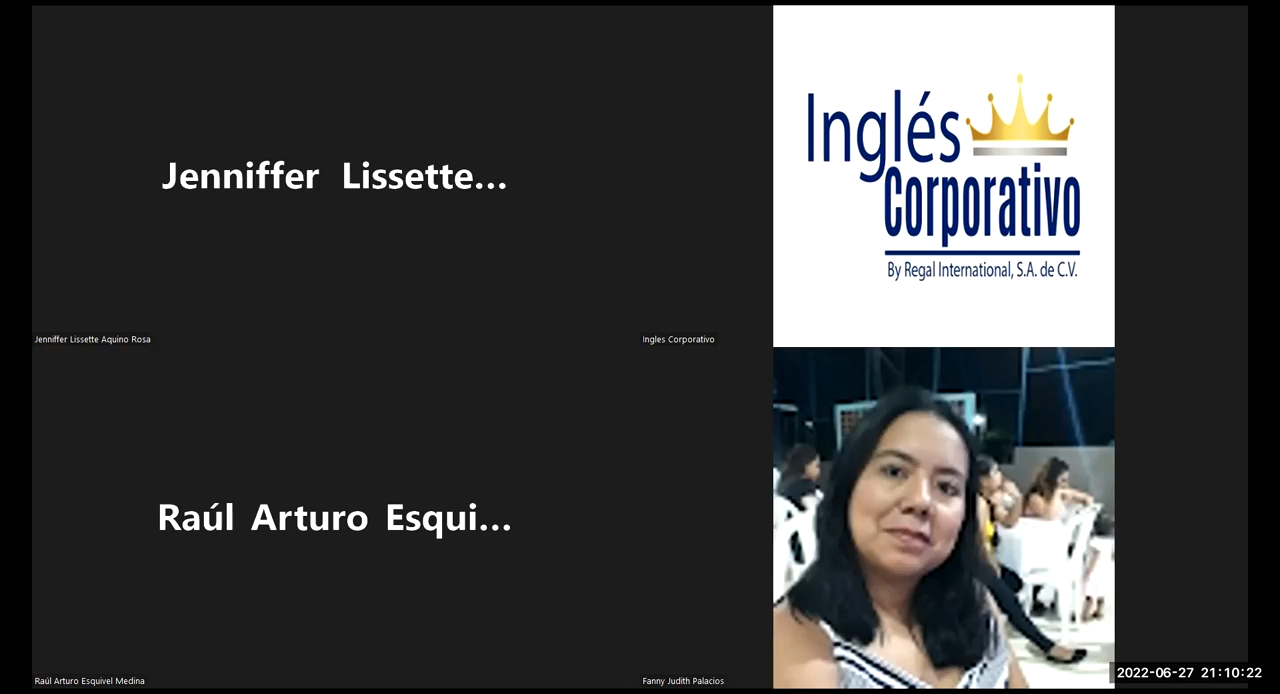 Jenniffer Lissette...
Jenniffer Lissette Aquino Rosa
Inglés
Corporativo
By Regal International, S.A. de C.V.
Ingles Corporativo
Raúl Arturo Esqui...
Raúl Arturo Esquivel Medina
Fanny Judith Palacios
2022-06-27 21:10:22